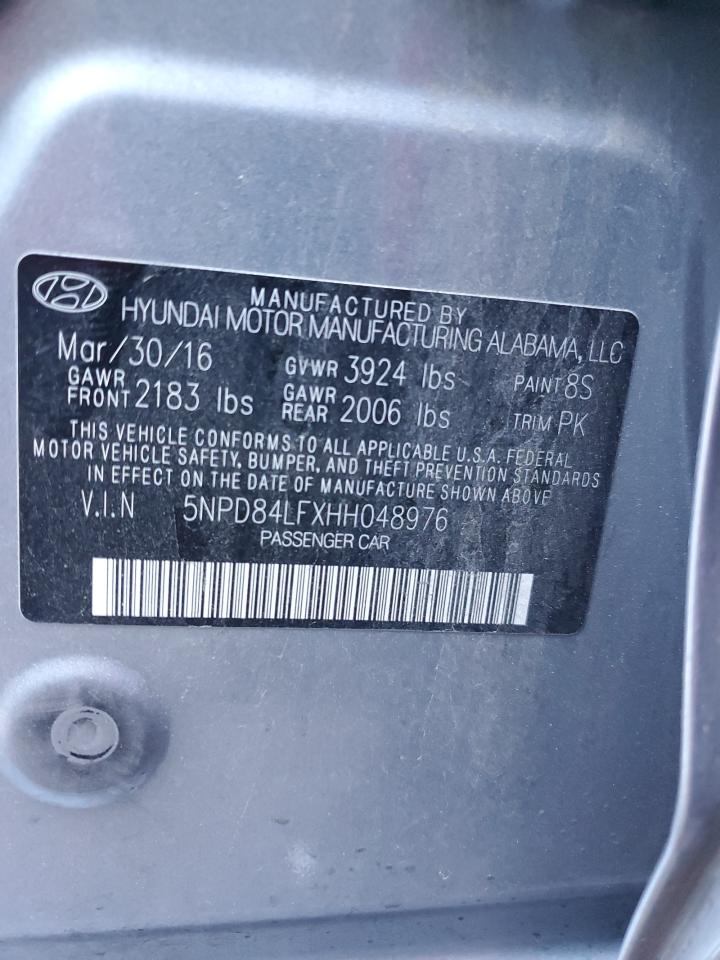 MANUFACTURED BY
HYUNDAI MOTOR MANUFACTURING ALABAMA, LLC
Mar/30/16 GVWR 3924 lbs PAINT 8S
GAWR FRONT 2183 lbs GAWR REAR 2006 lbs TRIM PK
THIS VEHICLE CONFORMS TO ALL APPLICABLE U.S.A. FEDERAL
MOTOR VEHICLE SAFETY, BUMPER, AND THEFT PREVENTION STANDARDS
IN EFFECT ON THE DATE OF MANUFACTURE SHOWN ABOVE
V.I.N 5NPD84LFXHH048976
PASSENGER CAR